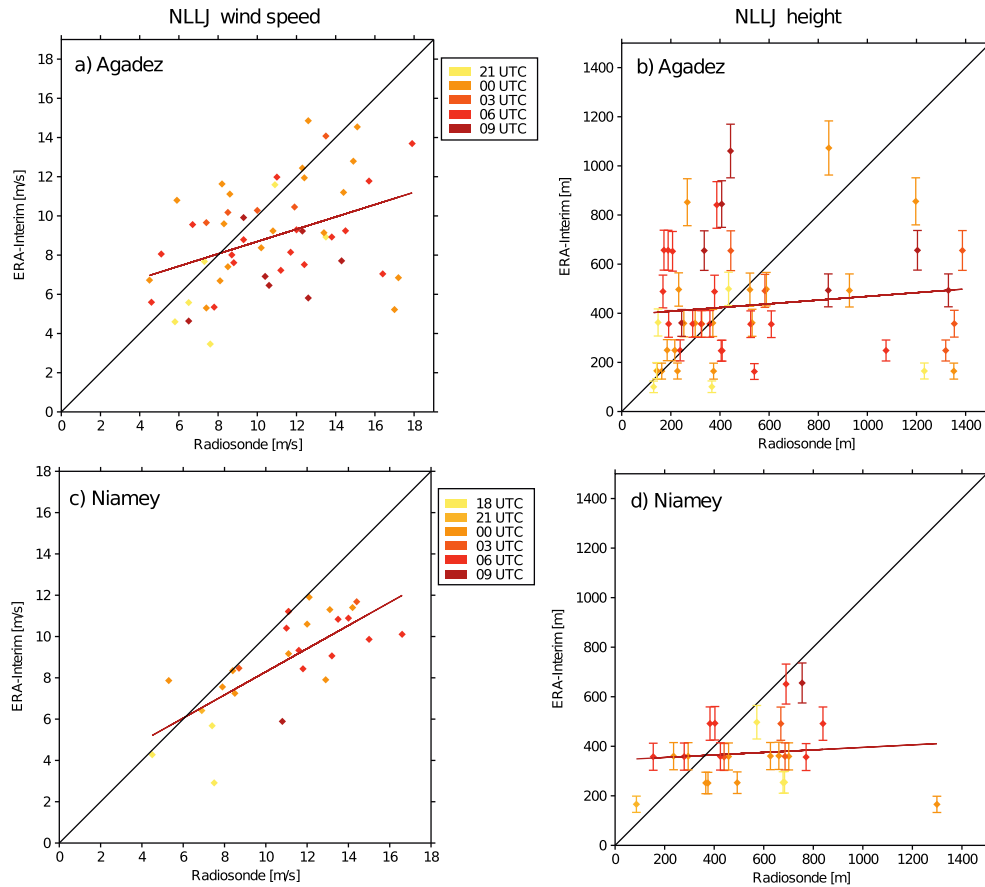 NLLJ wind speed
NLLJ height
a) Agadez
18
16
14
12
10
8
6
4
2
0
ERA-Interim [m/s]
0 2 4 6 8 10 12 14 16 18
Radiosonde [m/s]
21 UTC
00 UTC
03 UTC
06 UTC
09 UTC
b) Agadez
1400
1200
1000
800
600
400
200
0
ERA-Interim [m]
0 200 400 600 800 1000 1200 1400
Radiosonde [m]
c) Niamey
18
16
14
12
10
8
6
4
2
0
ERA-Interim [m/s]
0 2 4 6 8 10 12 14 16 18
Radiosonde [m/s]
18 UTC
21 UTC
00 UTC
03 UTC
06 UTC
09 UTC
d) Niamey
1400
1200
1000
800
600
400
200
0
ERA-Interim [m]
0 200 400 600 800 1000 1200 1400
Radiosonde [m]